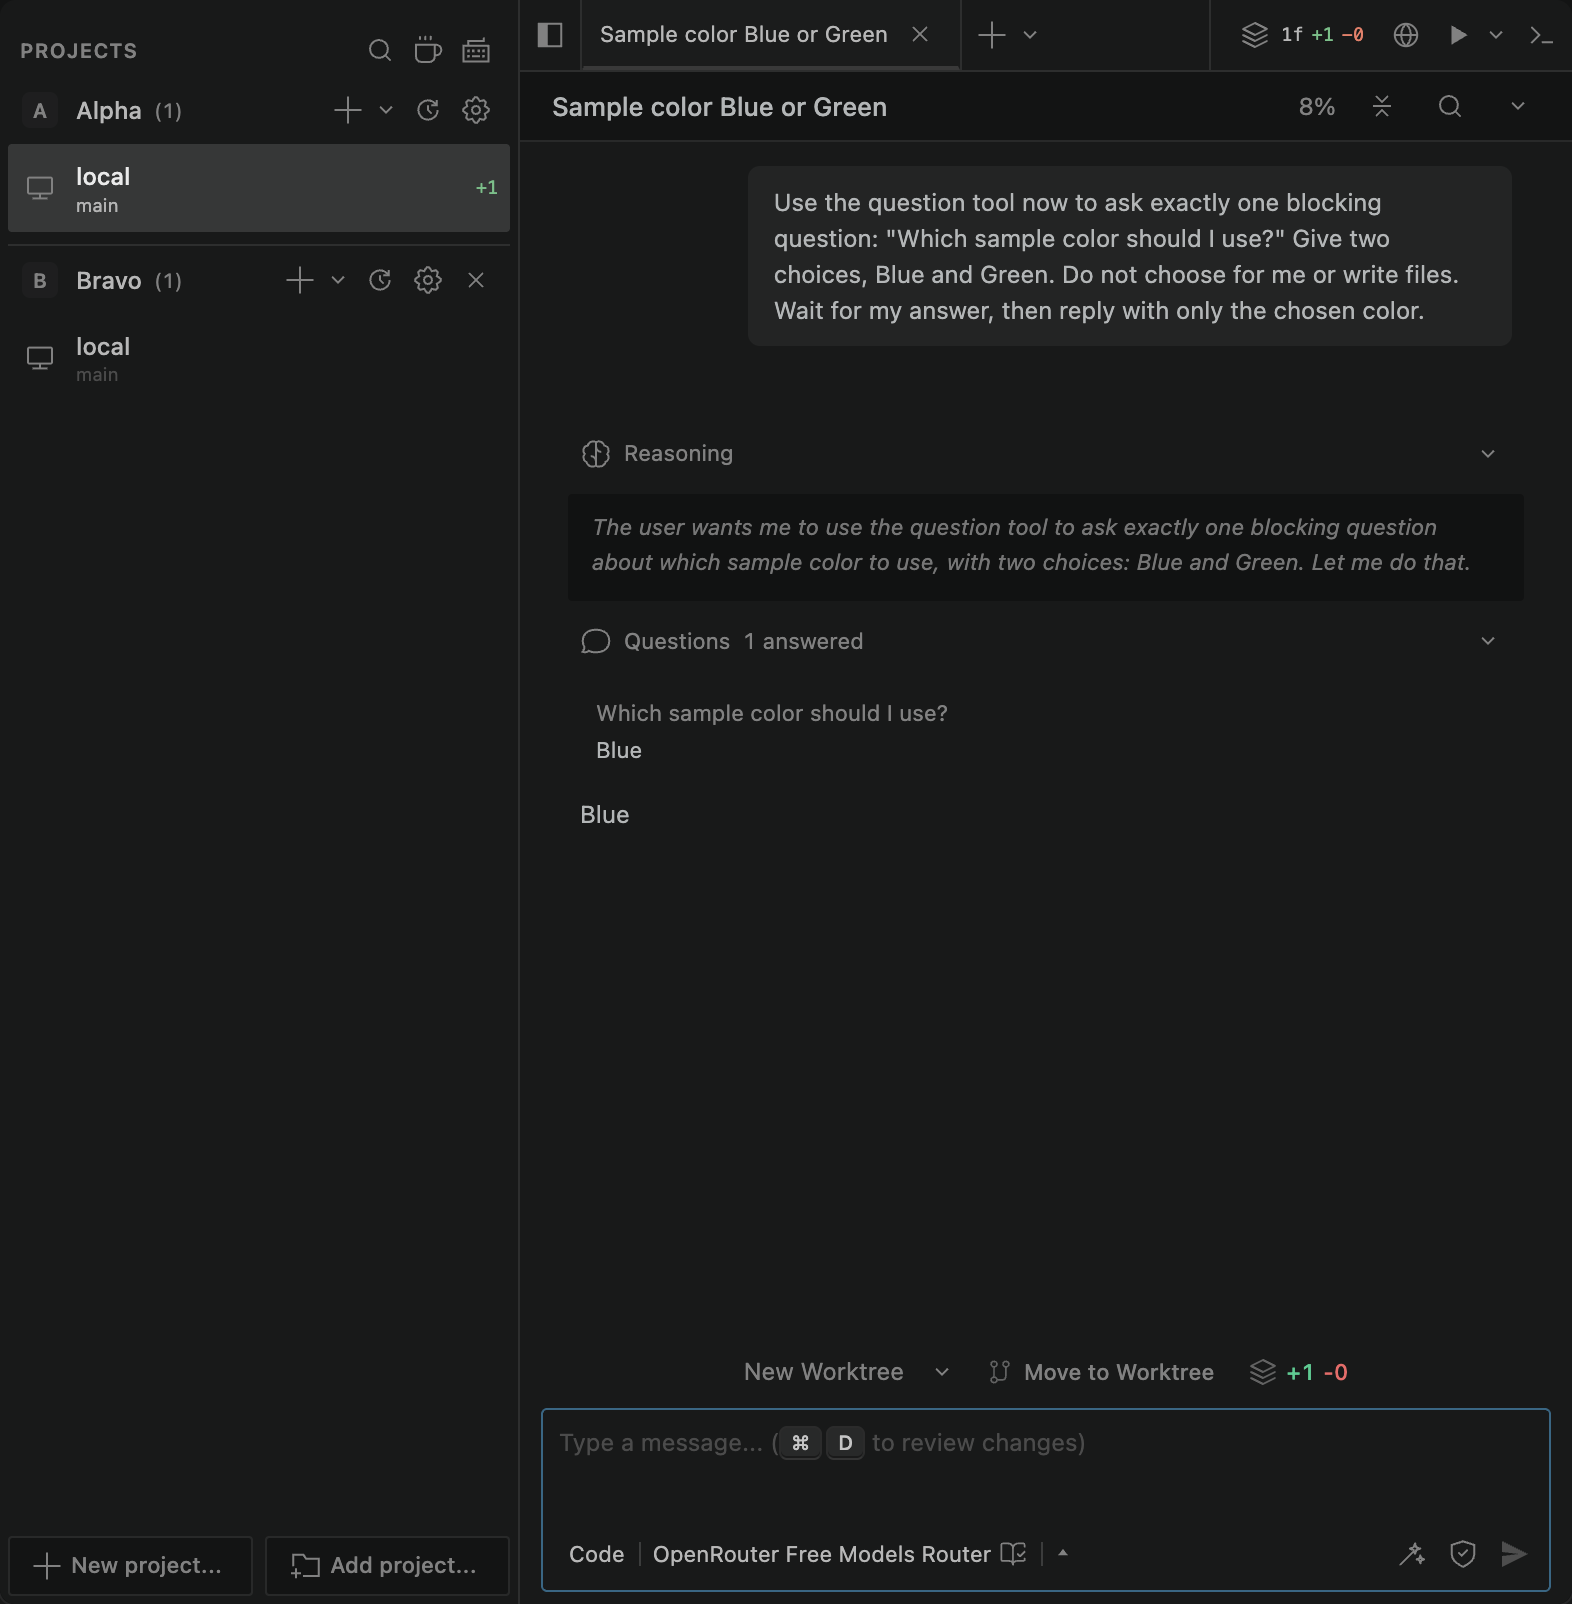 PROJECTS
A Alpha (1)
local
main
+1
B Bravo (1)
local
main
New project...
Add project...
Sample color Blue or Green
1f +1 -0
Sample color Blue or Green
8%
Use the question tool now to ask exactly one blocking
question: "Which sample color should I use?" Give two
choices, Blue and Green. Do not choose for me or write files.
Wait for my answer, then reply with only the chosen color.
Reasoning
The user wants me to use the question tool to ask exactly one blocking question
about which sample color to use, with two choices: Blue and Green. Let me do that.
Questions 1 answered
Which sample color should I use?
Blue
Blue
New Worktree
Move to Worktree
+1 -0
Type a message... (⌘ D to review changes)
Code
OpenRouter Free Models Router